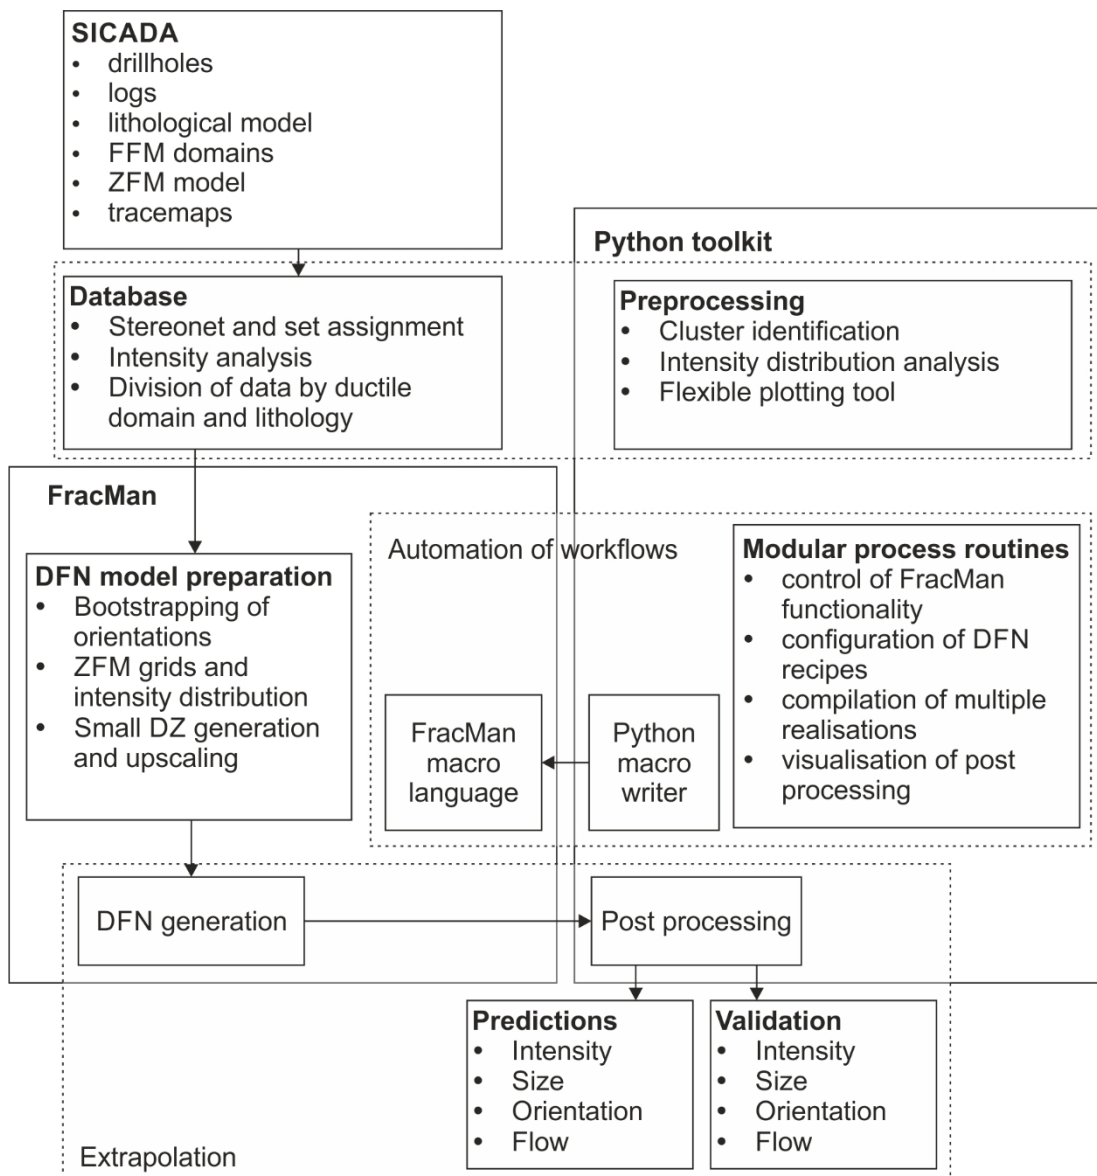 SICADA
• drillholes
• logs
• lithological model
• FFM domains
• ZFM model
• tracemaps
Python toolkit
Database
• Stereonet and set assignment
• Intensity analysis
• Division of data by ductile
domain and lithology
Preprocessing
• Cluster identification
• Intensity distribution analysis
• Flexible plotting tool
FracMan
DFN model preparation
• Bootstrapping of
orientations
• ZFM grids and
intensity distribution
• Small DZ generation
and upscaling
Automation of workflows
FracMan
macro
language
Python
macro
writer
Modular process routines
• control of FracMan
functionality
• configuration of DFN
recipes
• compilation of multiple
realisations
• visualisation of post
processing
DFN generation
Post processing
Predictions
• Intensity
• Size
• Orientation
• Flow
Validation
• Intensity
• Size
• Orientation
• Flow
Extrapolation